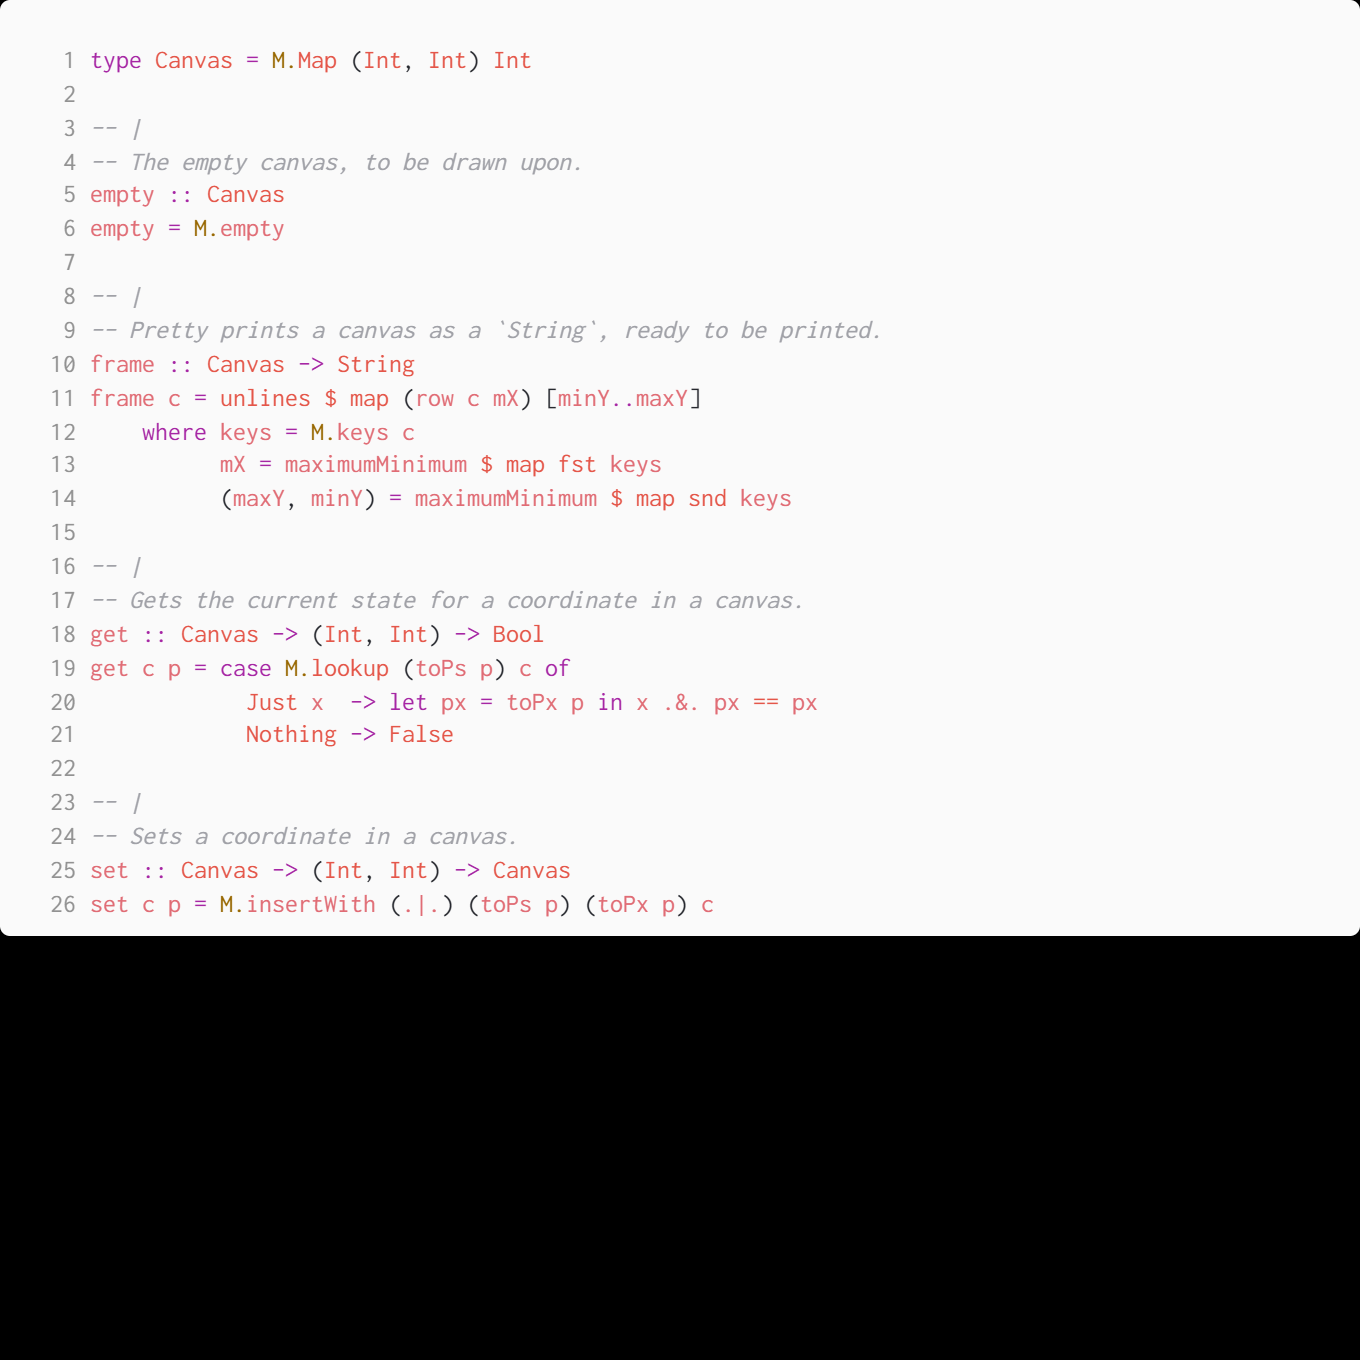 1 type Canvas = M.Map (Int, Int) Int
2
3 -- |
4 -- The empty canvas, to be drawn upon.
5 empty :: Canvas
6 empty = M.empty
7
8 -- |
9 -- Pretty prints a canvas as a `String`, ready to be printed.
10 frame :: Canvas -> String
11 frame c = unlines $ map (row c mX) [minY..maxY]
12     where keys = M.keys c
13           mX = maximumMinimum $ map fst keys
14           (maxY, minY) = maximumMinimum $ map snd keys
15
16 -- |
17 -- Gets the current state for a coordinate in a canvas.
18 get :: Canvas -> (Int, Int) -> Bool
19 get c p = case M.lookup (toPs p) c of
20             Just x  -> let px = toPx p in x .&. px == px
21             Nothing -> False
22
23 -- |
24 -- Sets a coordinate in a canvas.
25 set :: Canvas -> (Int, Int) -> Canvas
26 set c p = M.insertWith (.|.) (toPs p) (toPx p) c